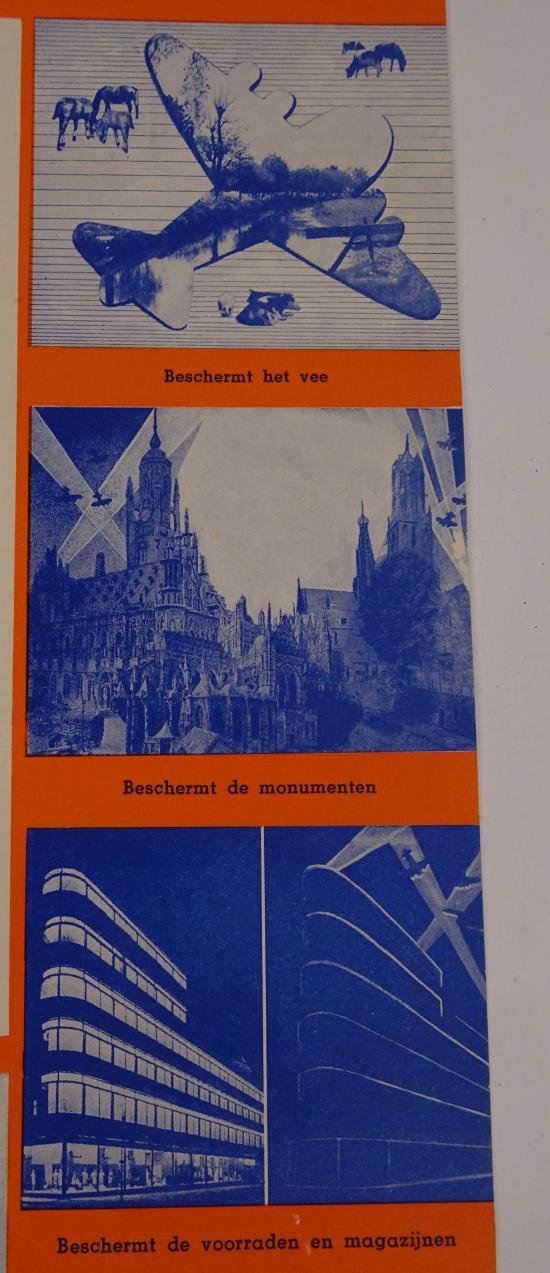 Beschermt het vee
Beschermt de monumenten
Beschermt de voorraden en magazijnen